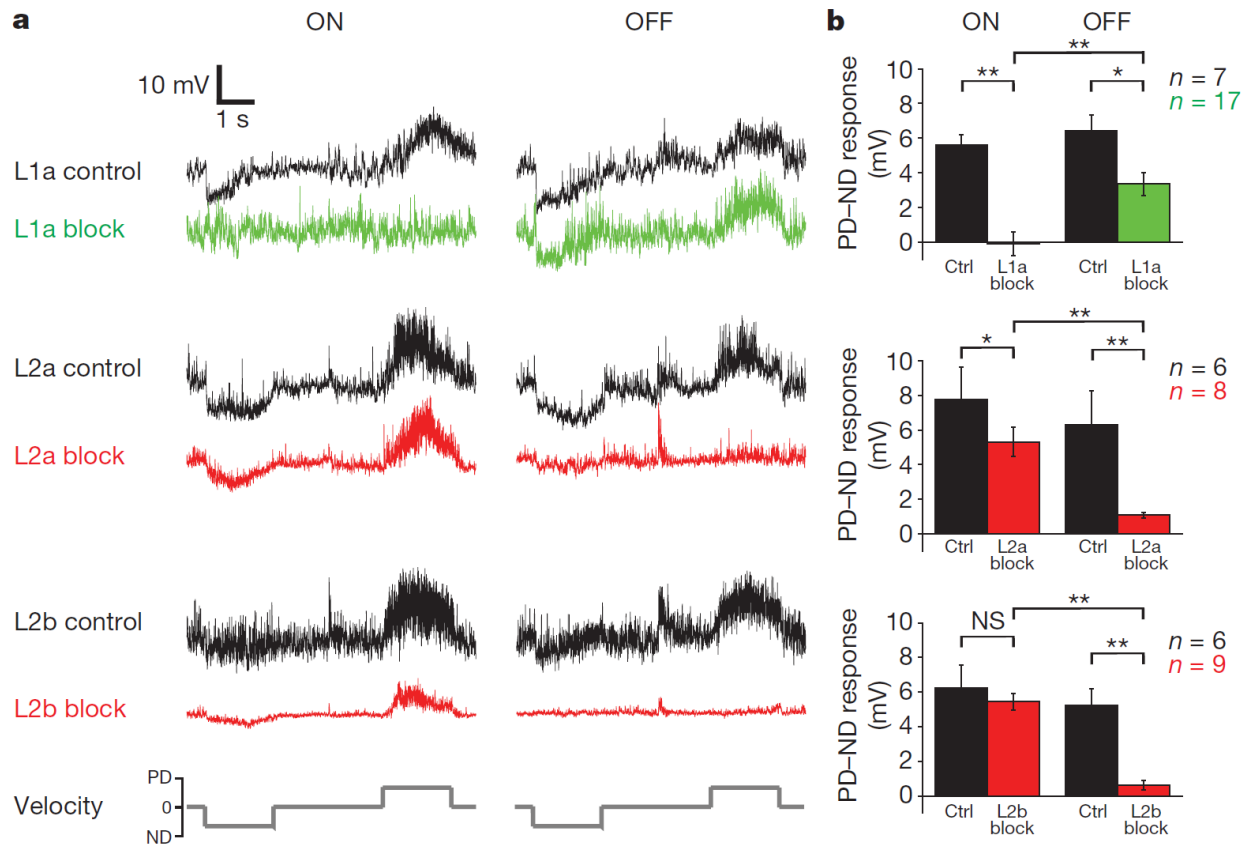 a
ON
OFF
10 mV
1 s
L1a control
L1a block
L2a control
L2a block
L2b control
L2b block
Velocity
PD
0
ND
b
ON
OFF
PD–ND response
(mV)
10
8
6
4
2
0
**
**
*
n = 7
n = 17
Ctrl
L1a
block
Ctrl
L1a
block
PD–ND response
(mV)
10
8
6
4
2
0
**
*
**
n = 6
n = 8
Ctrl
L2a
block
Ctrl
L2a
block
PD–ND response
(mV)
10
8
6
4
2
0
**
NS
**
n = 6
n = 9
Ctrl
L2b
block
Ctrl
L2b
block